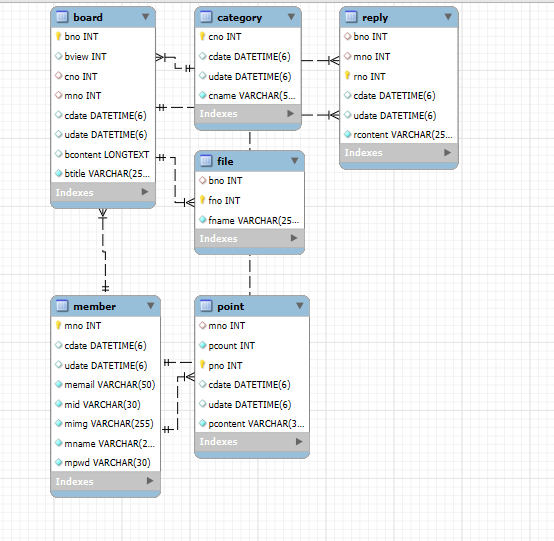 board
bno INT
bview INT
cno INT
mno INT
cdate DATETIME(6)
udate DATETIME(6)
bcontent LONGTEXT
btitle VARCHAR(25...
Indexes
category
cno INT
cdate DATETIME(6)
udate DATETIME(6)
cname VARCHAR(5...
Indexes
reply
bno INT
mno INT
rno INT
cdate DATETIME(6)
udate DATETIME(6)
rcontent VARCHAR(25...
Indexes
file
bno INT
fno INT
fname VARCHAR(25...
Indexes
member
mno INT
cdate DATETIME(6)
udate DATETIME(6)
memail VARCHAR(50)
mid VARCHAR(30)
mimg VARCHAR(255)
mname VARCHAR(2...
mpwd VARCHAR(30)
Indexes
point
mno INT
pcount INT
pno INT
cdate DATETIME(6)
udate DATETIME(6)
pcontent VARCHAR(3...
Indexes